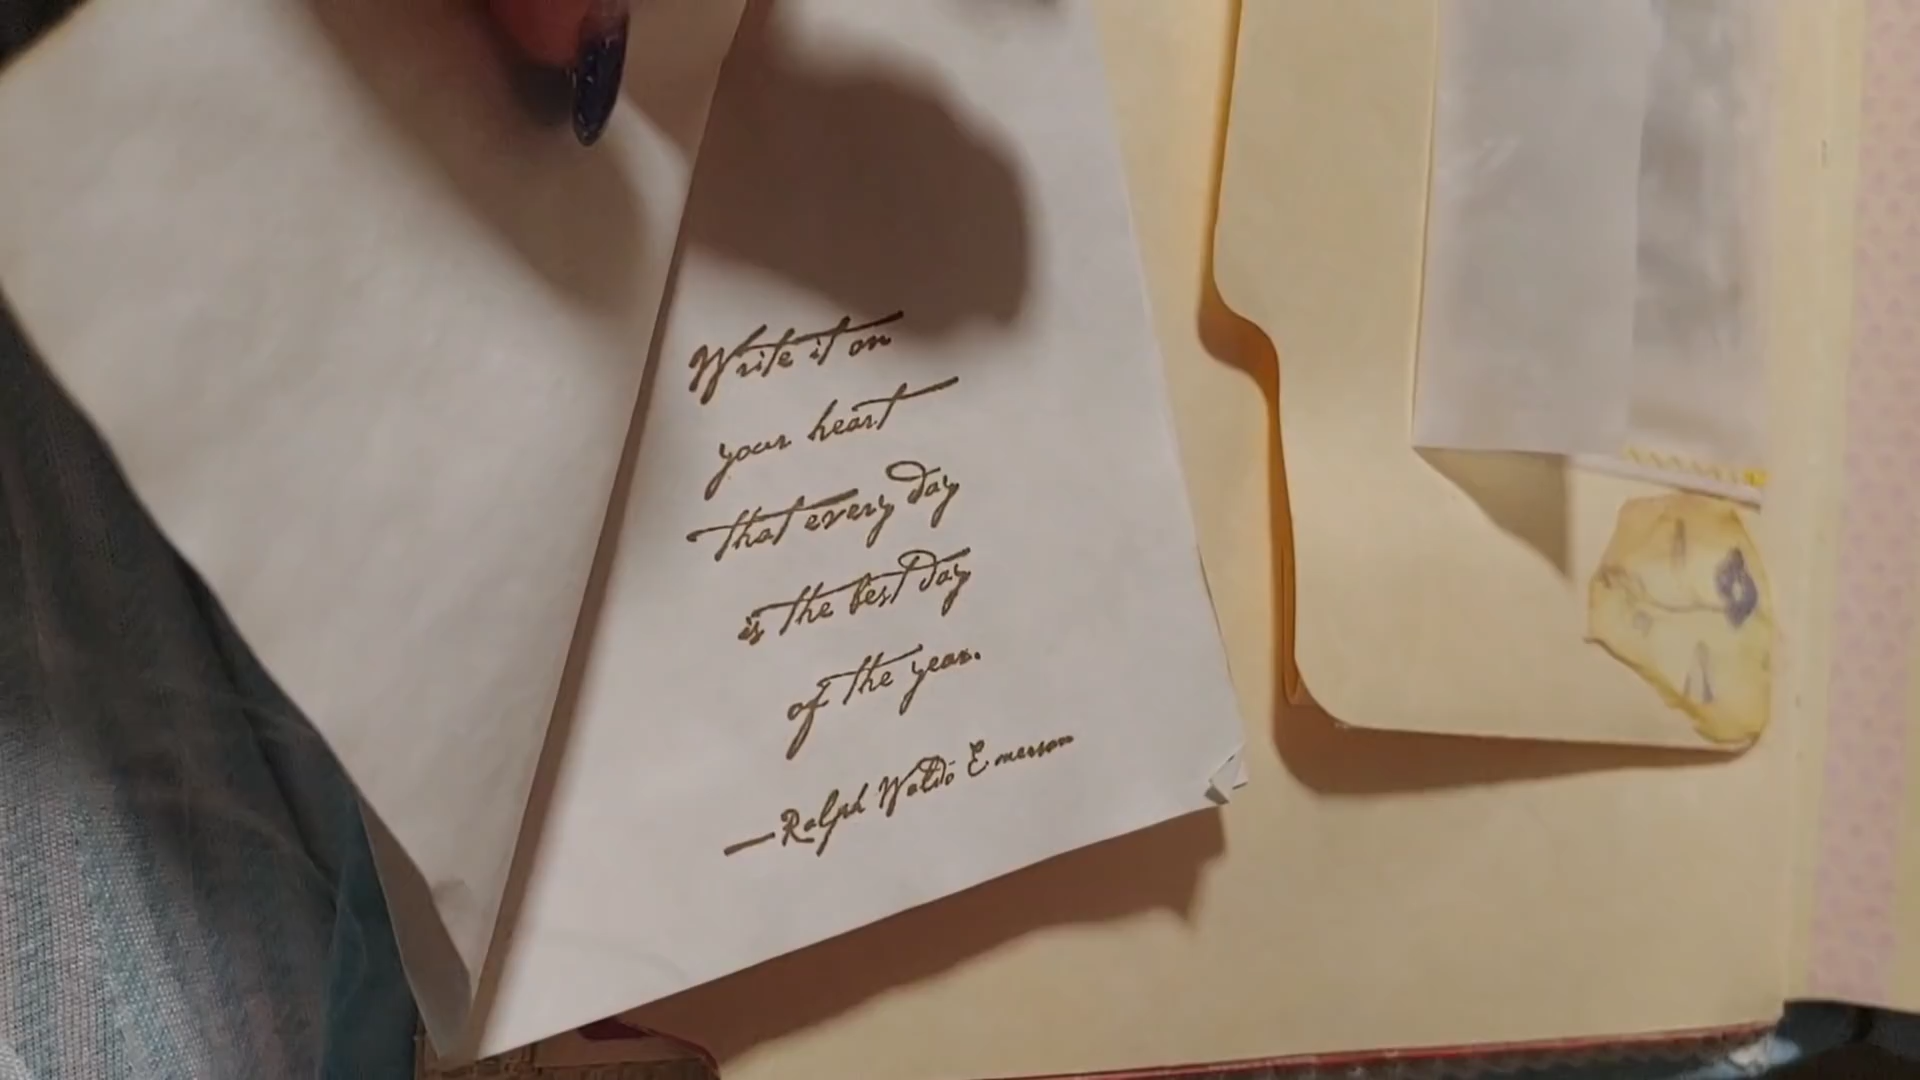 Write it on
your heart
that every day
is the best day
of the year.
—Ralph Waldo Emerson